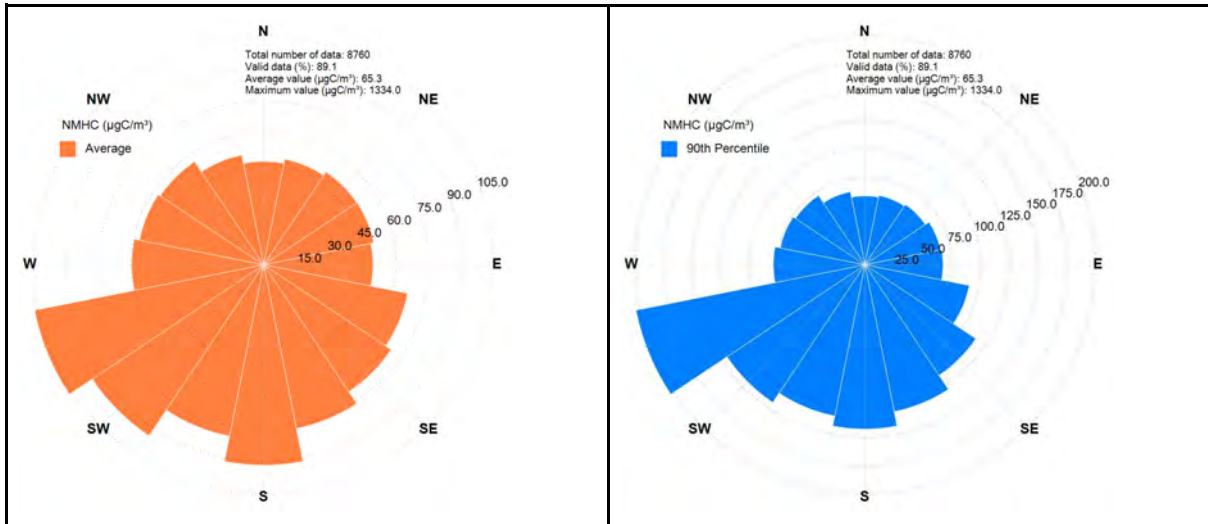 N
Total number of data: 8760
Valid data (%): 89.1
Average value (µgC/m³): 65.3
Maximum value (µgC/m³): 1334.0
NW
NE
NMHC (µgC/m³)
Average
105.0
90.0
75.0
60.0
45.0
30.0
15.0
W
E
SW
SE
S
N
Total number of data: 8760
Valid data (%): 89.1
Average value (µgC/m³): 65.3
Maximum value (µgC/m³): 1334.0
NW
NE
NMHC (µgC/m³)
90th Percentile
200.0
175.0
150.0
125.0
100.0
75.0
50.0
25.0
W
E
SW
SE
S